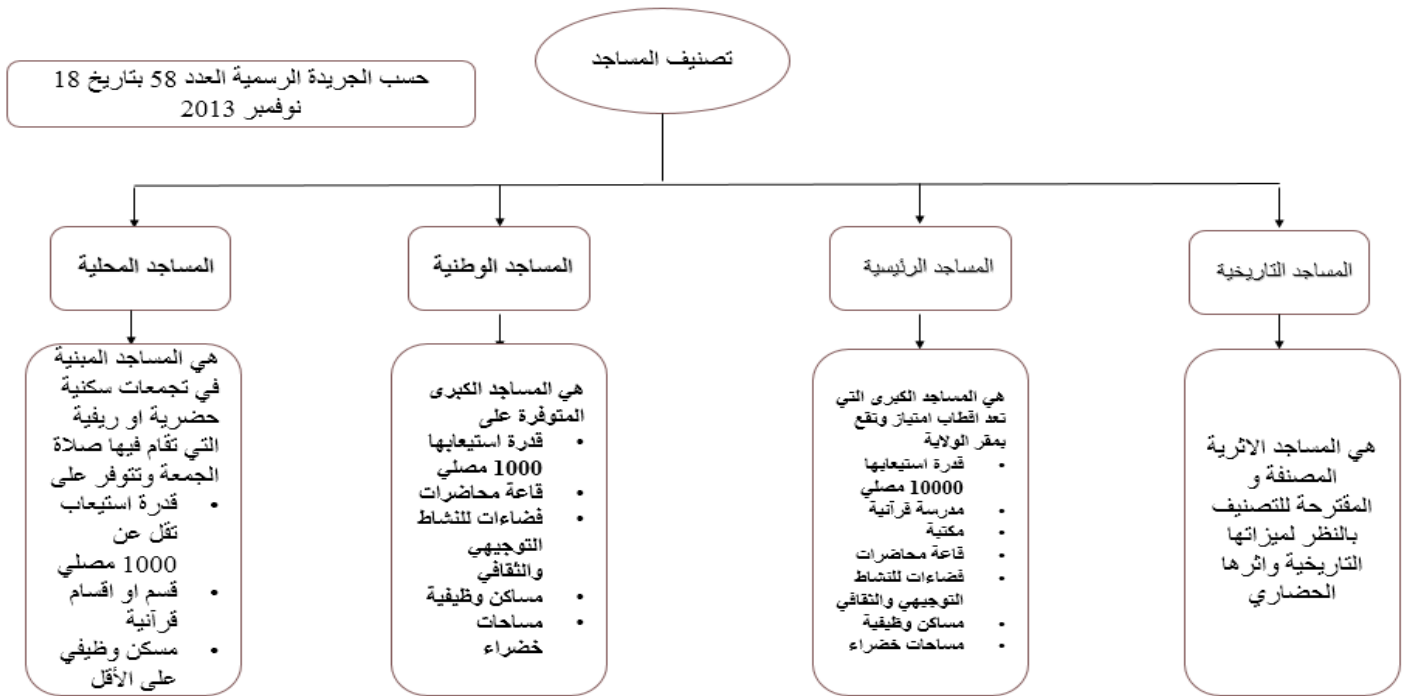 تصنيف المساجد
حسب الجريدة الرسمية العدد 58 بتاريخ 18
نوفمبر 2013
المساجد التاريخية
المساجد الرئيسية
المساجد الوطنية
المساجد المحلية
هي المساجد الاثرية
المصنفة و
المقترحة للتصنيف
بالنظر لميزاتها
التاريخية واثرها
الحضاري
هي المساجد الكبرى التي
تعد اقطاب امتياز وتقع
بمقر الولاية
• قدرة استيعابها
10000 مصلي
• مدرسة قرآنية
• مكتبة
• قاعة محاضرات
• فضاءات للنشاط
التوجيهي والثقافي
• مساكن وظيفية
• مساحات خضراء
هي المساجد الكبرى
المتوفرة على
• قدرة استيعابها
1000 مصلي
• قاعة محاضرات
• فضاءات للنشاط
التوجيهي
والثقافي
• مساكن وظيفية
• مساحات
خضراء
هي المساجد المبنية
في تجمعات سكنية
حضرية او ريفية
التي تقام فيها صلاة
الجمعة وتتوفر على
• قدرة استيعاب
تقل عن
1000 مصلي
• قسم او اقسام
قرآنية
• مسكن وظيفي
على الأقل